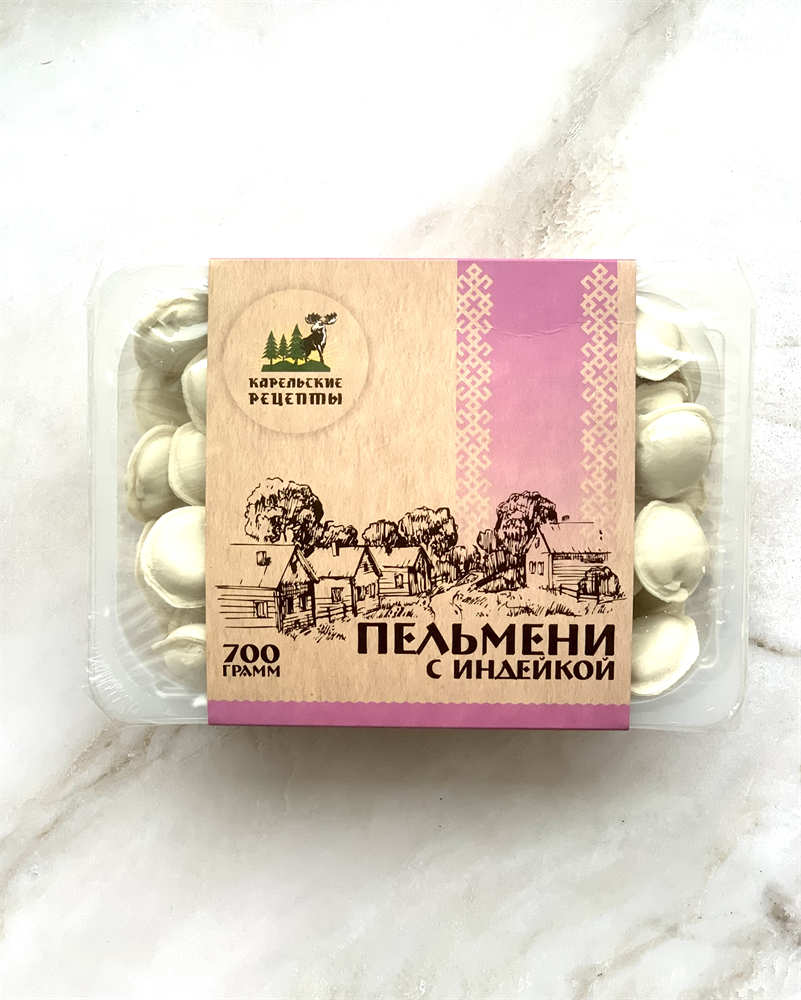 КАРЕЛЬСКИЕ
РЕЦЕПТЫ
700
ГРАММ
ПЕЛЬМЕНИ
С ИНДЕЙКОЙ